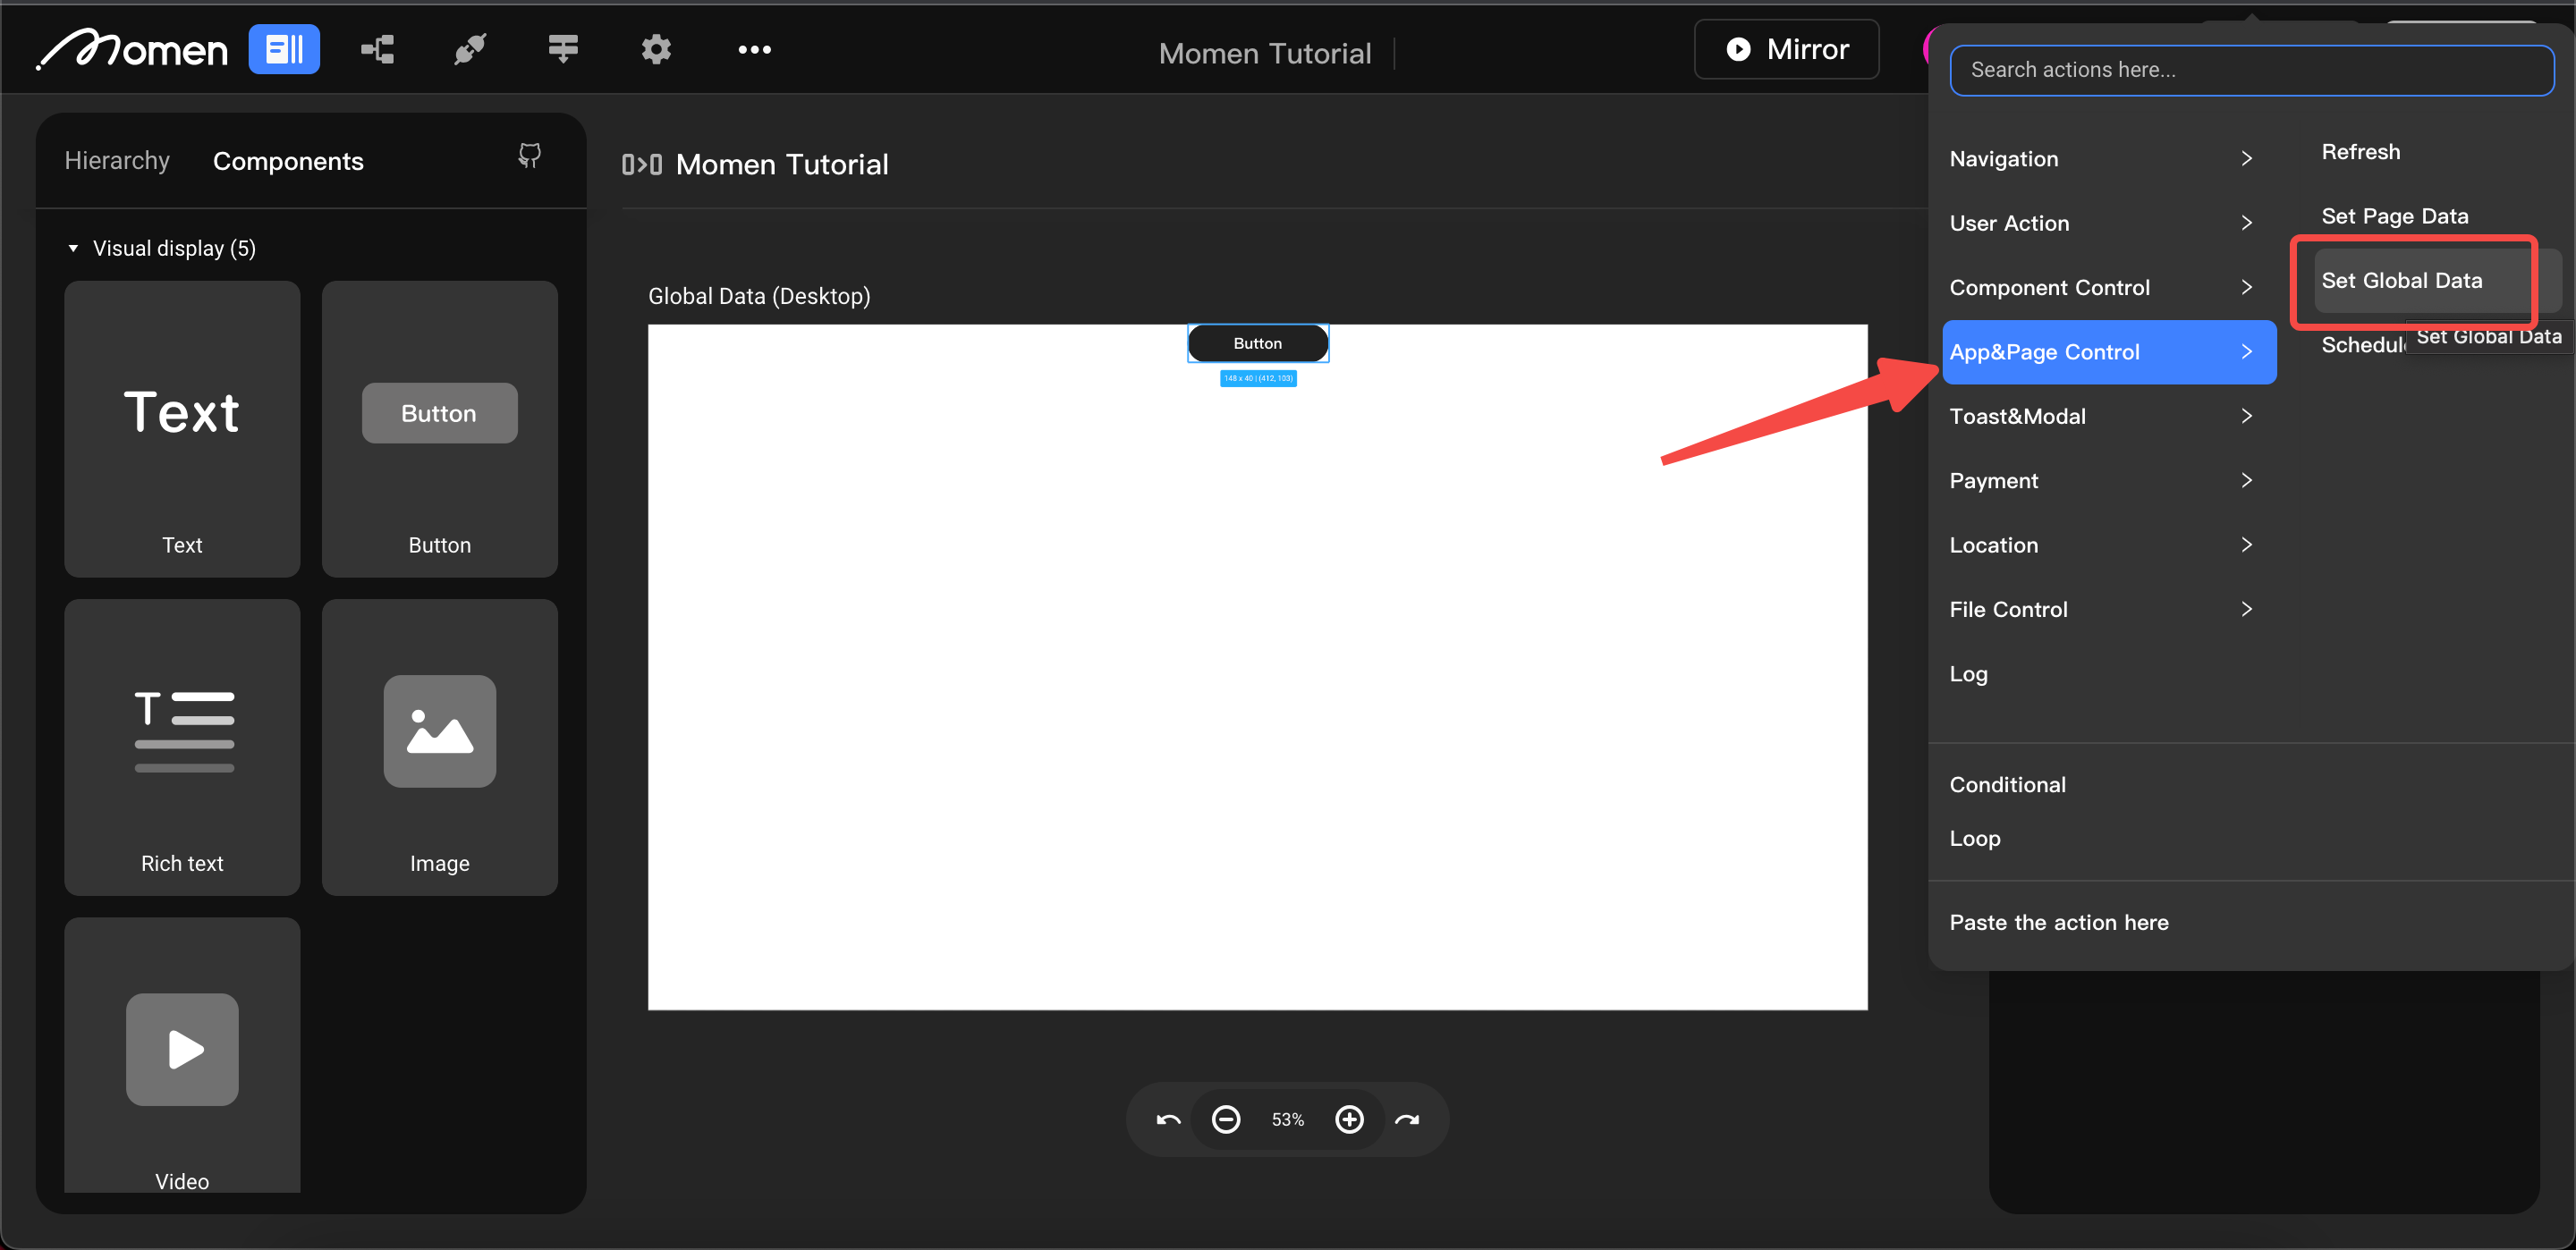 Momen
Momen Tutorial
Mirror
Search actions here...
Hierarchy
Components
Visual display (5)
Text
Text
Button
Button
T
Rich text
Image
Video
Momen Tutorial
Global Data (Desktop)
Button
148 x 40 | (412, 103)
53%
Navigation
User Action
Component Control
App&Page Control
Toast&Modal
Payment
Location
File Control
Log
Conditional
Loop
Paste the action here
Refresh
Set Page Data
Set Global Data
Schedul
Set Global Data